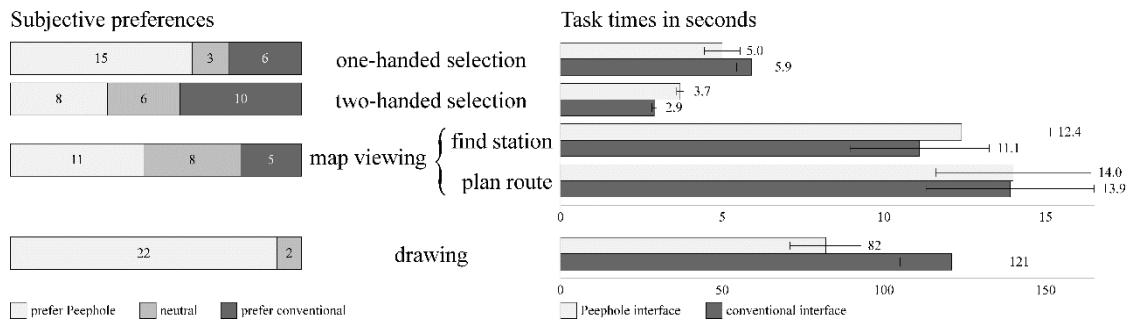 Subjective preferences
Task times in seconds
15 3 6
one-handed selection
5.0
5.9
8 6 10
two-handed selection
3.7
2.9
11 8 5
map viewing
find station
12.4
11.1
plan route
14.0
13.9
0 5 10 15
22 2
drawing
82
121
0 50 100 150
prefer Peephole neutral prefer conventional
Peephole interface conventional interface